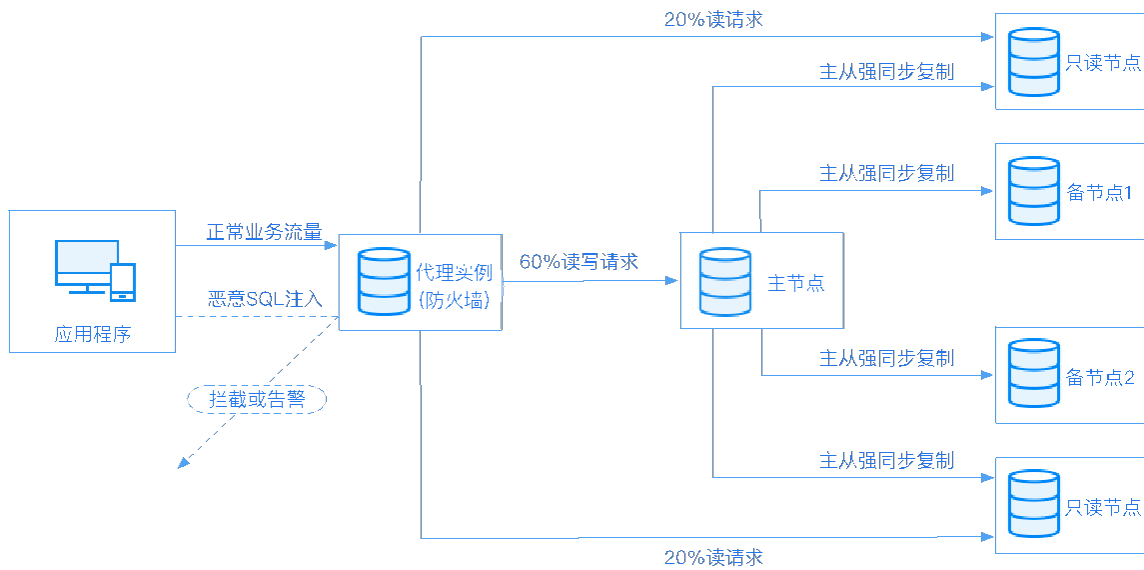 20%读请求
只读节点
主从强同步复制
主从强同步复制
备节点1
正常业务流量
代理实例
(防火墙)
60%读写请求
主节点
恶意SQL注入
应用程序
拦截或告警
主从强同步复制
备节点2
主从强同步复制
只读节点
20%读请求